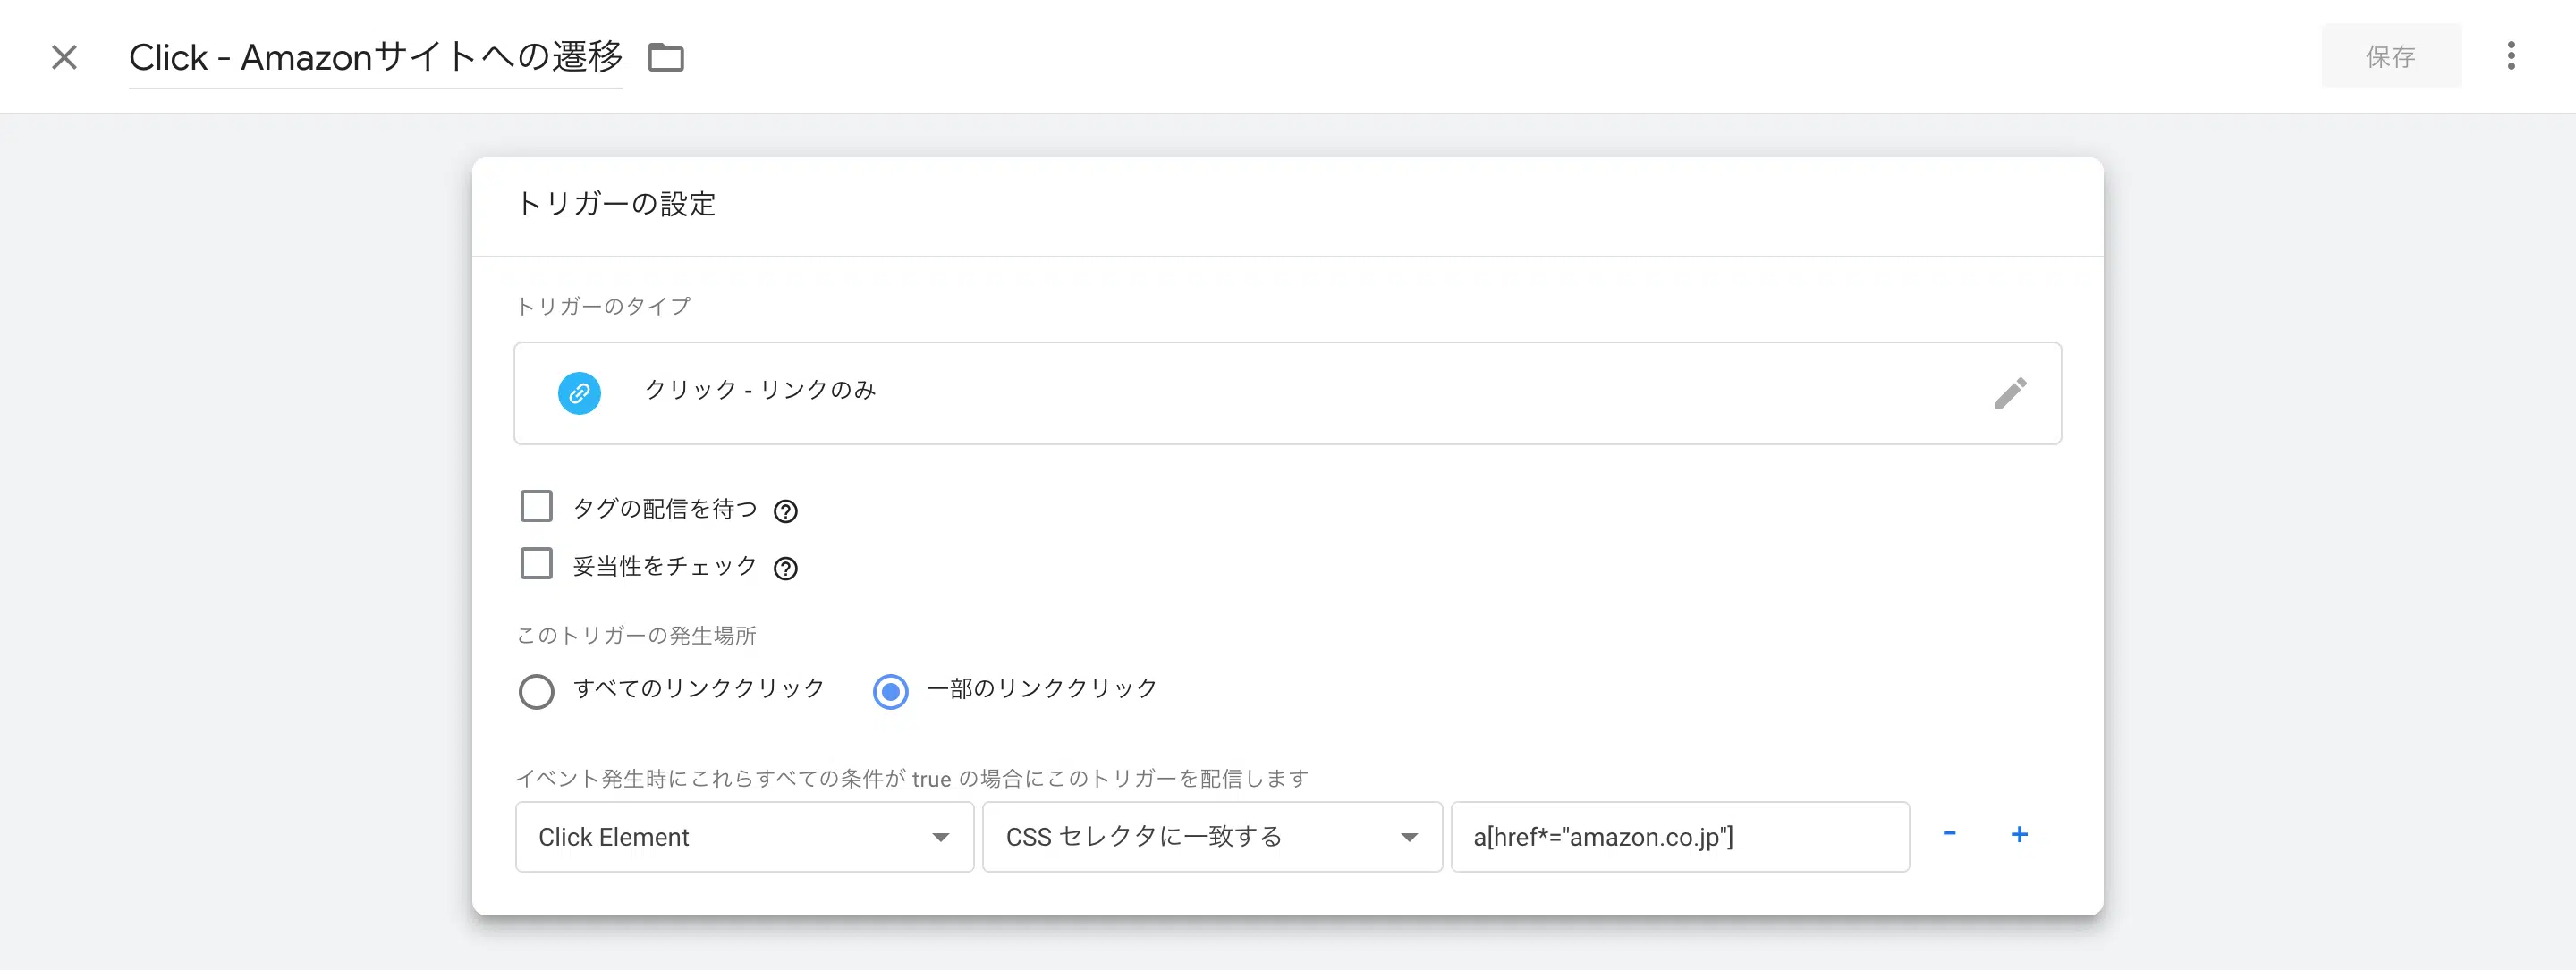 Click - Amazonサイトへの遷移
保存
トリガーの設定
トリガーのタイプ
クリック - リンクのみ
タグの配信を待つ
妥当性をチェック
このトリガーの発生場所
すべてのリンククリック 一部のリンククリック
イベント発生時にこれらすべての条件が true の場合にこのトリガーを配信します
Click Element CSS セレクタに一致する a[href*="amazon.co.jp"]